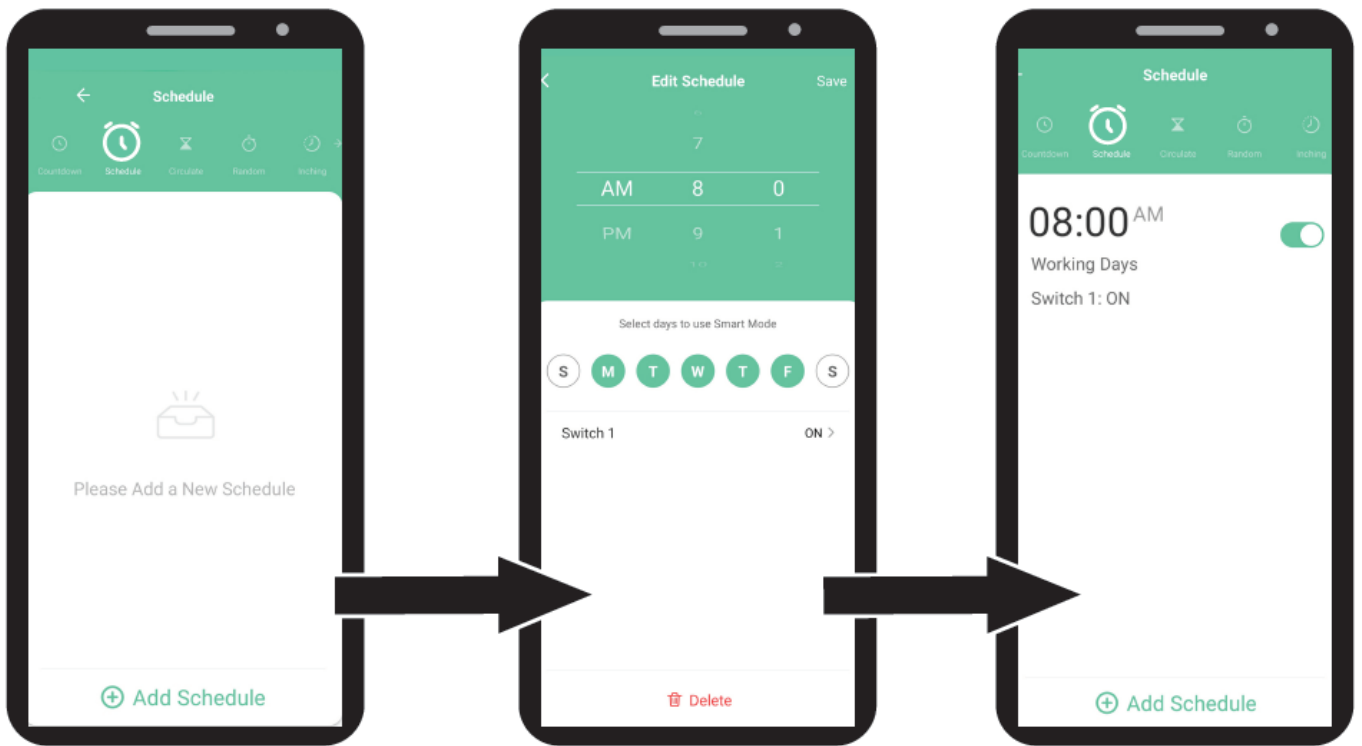 Schedule
Countdown Schedule Circulate Random Inching
Please Add a New Schedule
Add Schedule
Edit Schedule Save
7
AM 8 0
PM 9 1
10 2
Select days to use Smart Mode
S M T W T F S
Switch 1 ON
Delete
Schedule
Countdown Schedule Circulate Random Inching
08:00 AM
Working Days
Switch 1: ON
Add Schedule